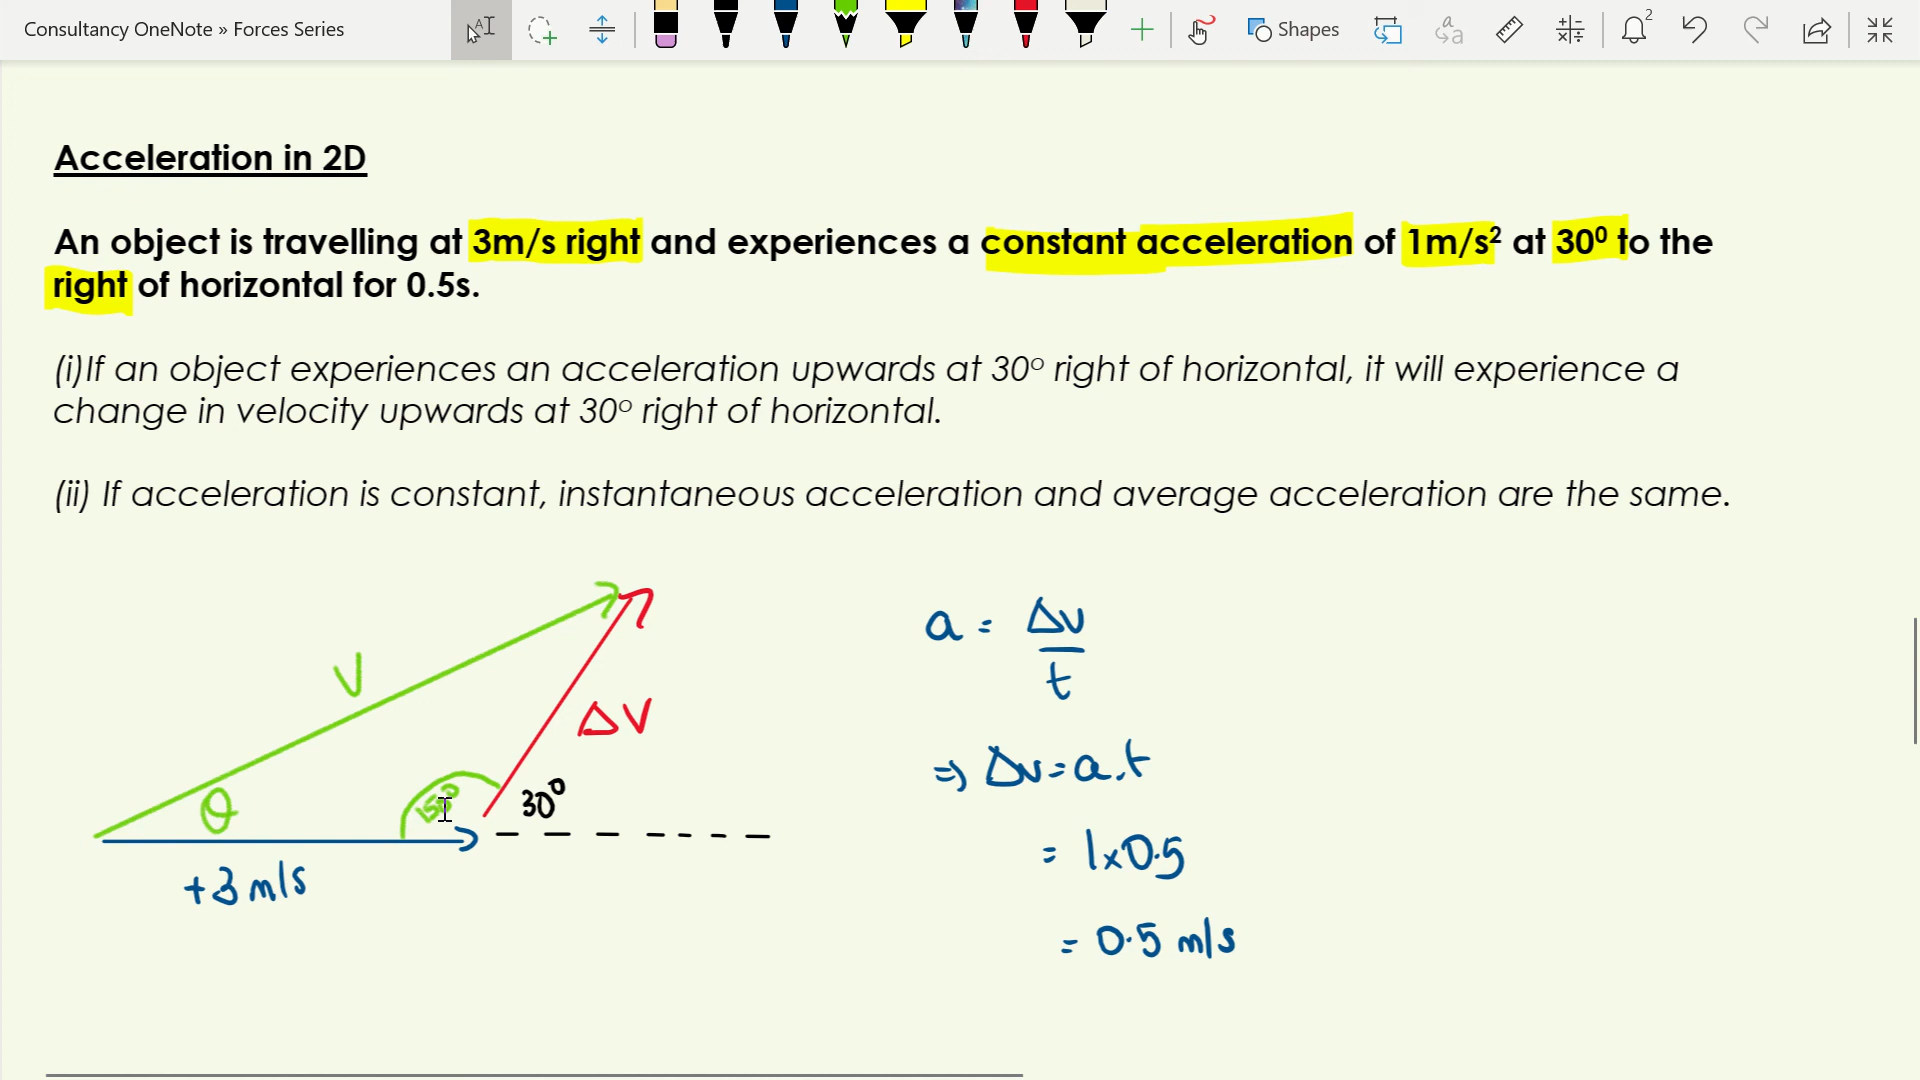 Consultancy OneNote » Forces Series
Shapes
2
Acceleration in 2D
An object is travelling at 3m/s right and experiences a constant acceleration of 1m/s² at 30⁰ to the
right of horizontal for 0.5s.
(i)If an object experiences an acceleration upwards at 30° right of horizontal, it will experience a
change in velocity upwards at 30° right of horizontal.
(ii) If acceleration is constant, instantaneous acceleration and average acceleration are the same.
V
ΔV
θ
150°
30°
+3 m/s
a = Δv
t
⇒ Δv = a.t
= 1x0.5
= 0.5 m/s